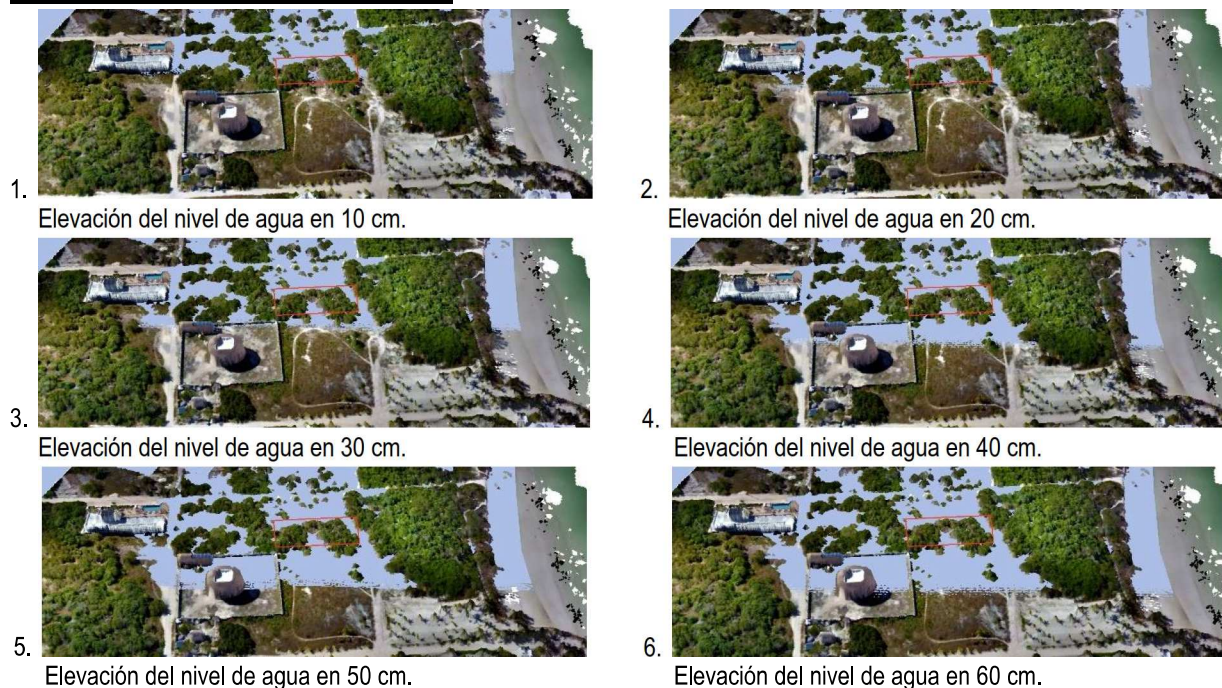 1.
Elevación del nivel de agua en 10 cm.
2.
Elevación del nivel de agua en 20 cm.
3.
Elevación del nivel de agua en 30 cm.
4.
Elevación del nivel de agua en 40 cm.
5.
Elevación del nivel de agua en 50 cm.
6.
Elevación del nivel de agua en 60 cm.